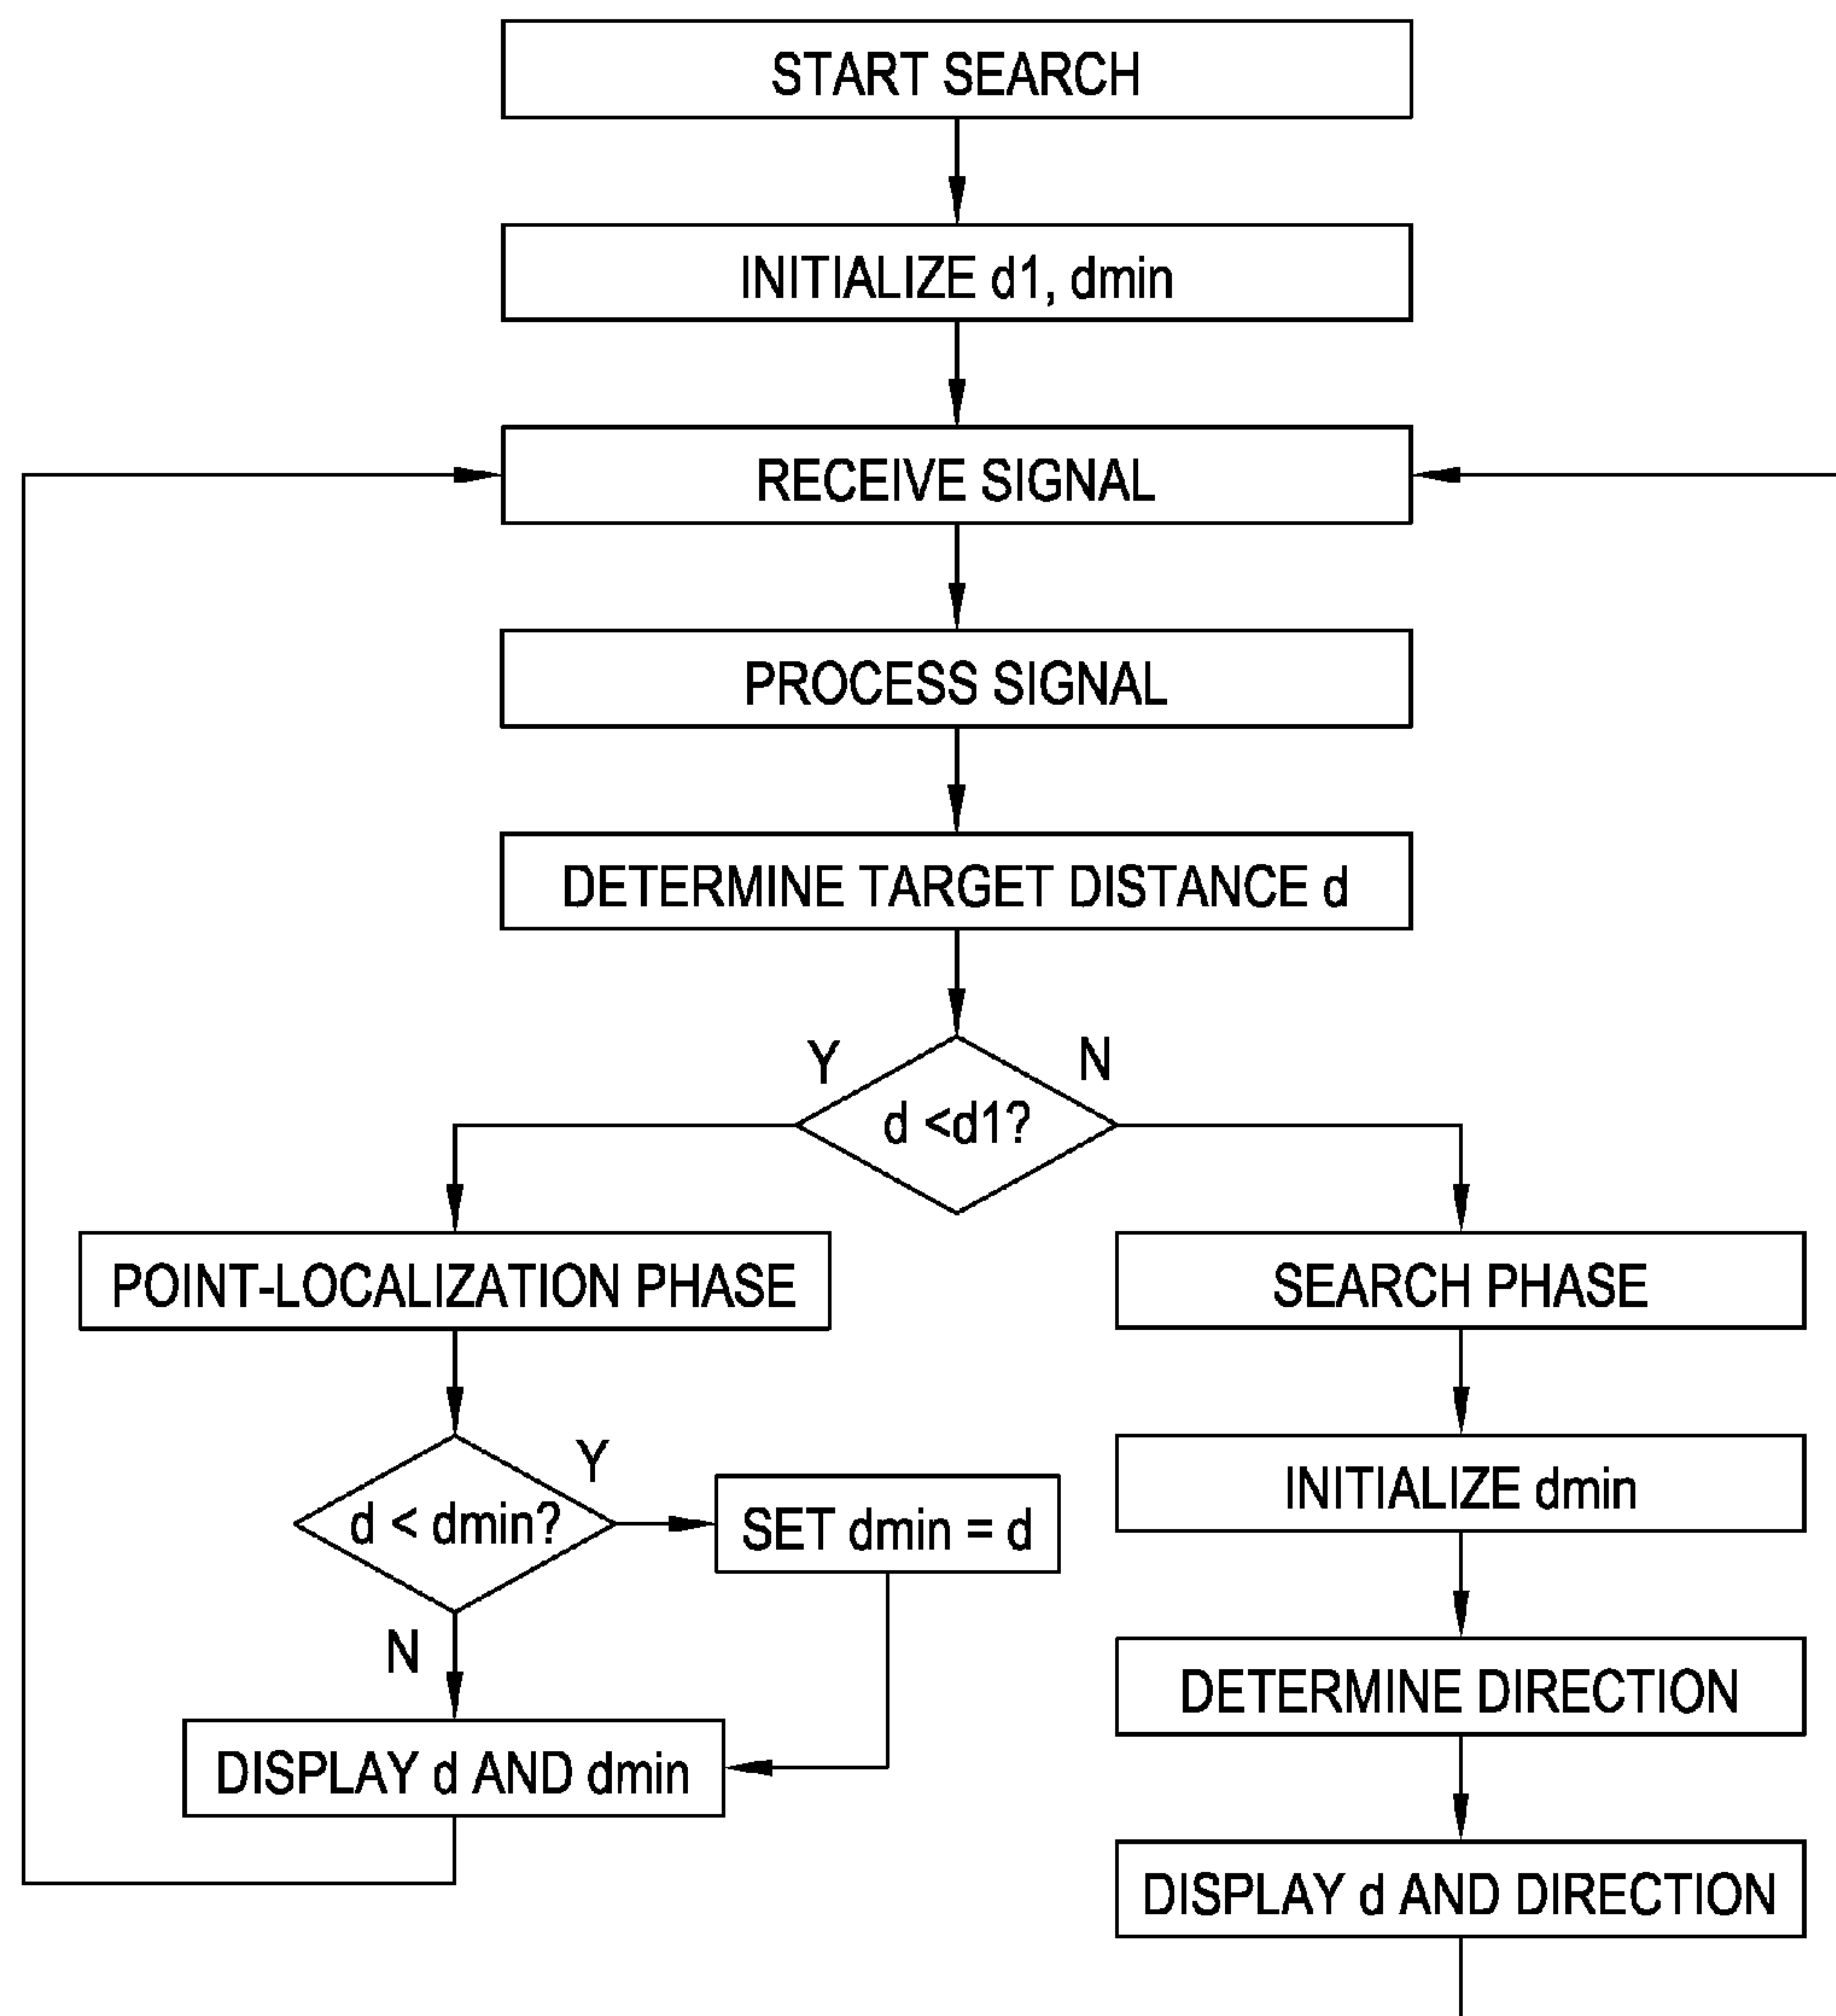 START SEARCH
INITIALIZE d1, dmin
RECEIVE SIGNAL
PROCESS SIGNAL
DETERMINE TARGET DISTANCE d
Y
N
d <d1?
POINT-LOCALIZATION PHASE
SEARCH PHASE
Y
d < dmin?
SET dmin = d
INITIALIZE dmin
N
DETERMINE DIRECTION
DISPLAY d AND dmin
DISPLAY d AND DIRECTION